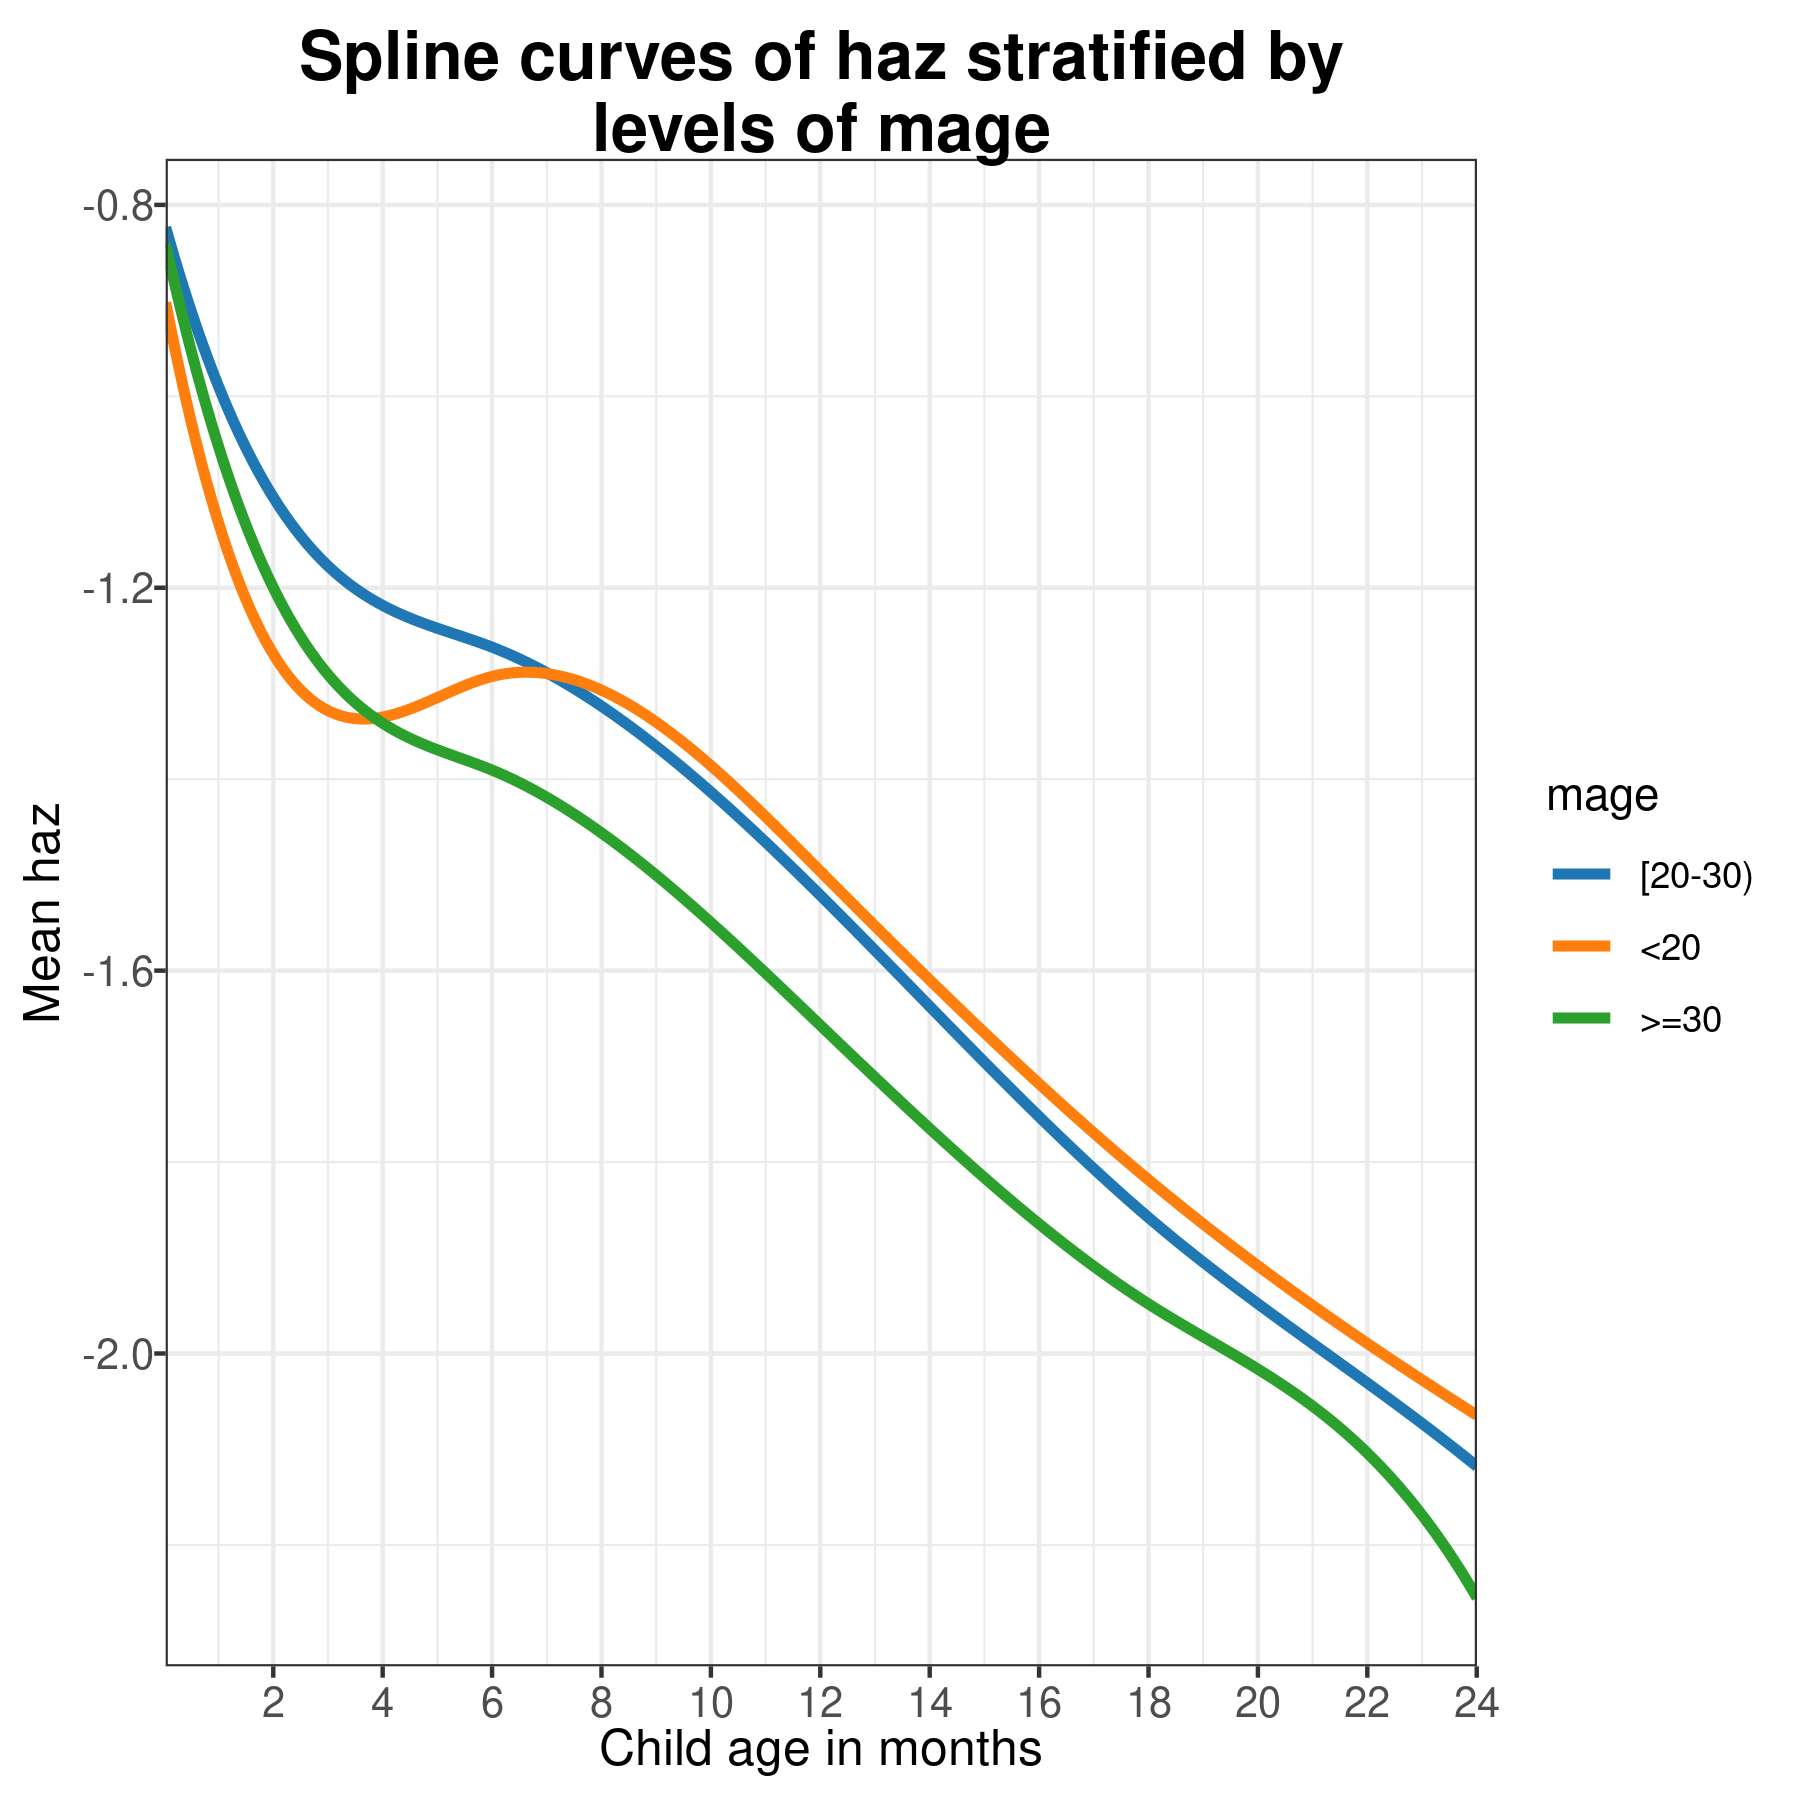 Spline curves of haz stratified by
levels of mage
-0.8
-1.2
-1.6
-2.0
Mean haz
2 4 6 8 10 12 14 16 18 20 22 24
Child age in months
mage
[20-30)
<20
>=30